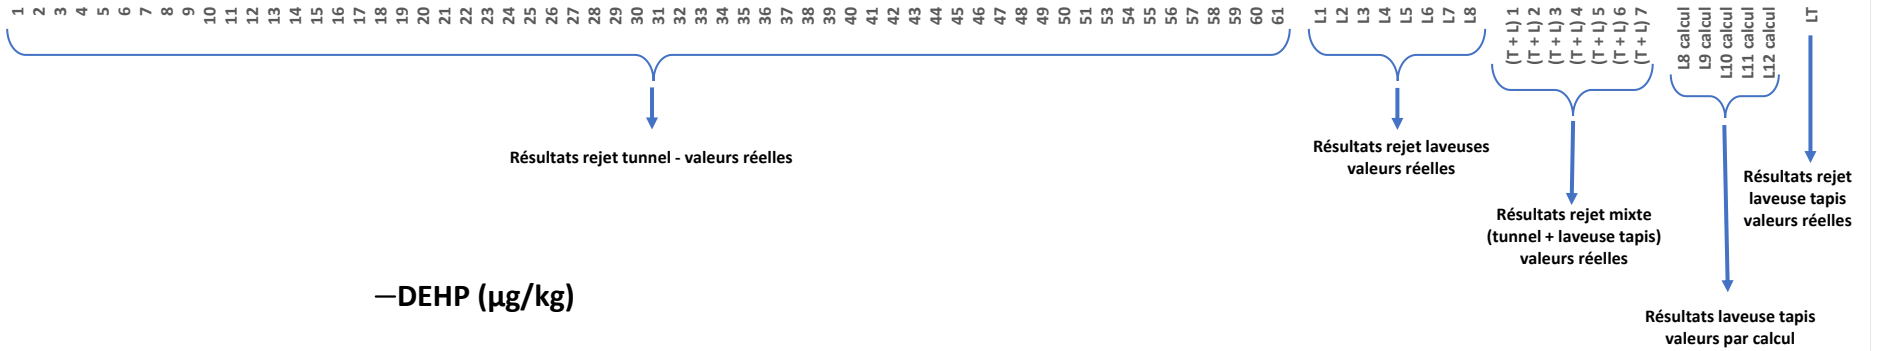 1 2 3 4 5 6 7 8 9 10 11 12 13 14 15 16 17 18 19 20 21 22 23 24 25 26 27 28 29 30 31 32 33 34 35 36 37 38 39 40 41 42 43 44 45 46 47 48 49 50 51 52 53 54 55 56 57 58 59 60 61 L1 L2 L3 L4 L5 L6 L7 L8 (T + L) 1 (T + L) 2 (T + L) 3 (T + L) 4 (T + L) 5 (T + L) 6 (T + L) 7 L8 calcul L9 calcul L10 calcul L11 calcul L12 calcul LT
Résultats rejet tunnel - valeurs réelles
Résultats rejet laveuses
valeurs réelles
Résultats rejet mixte
(tunnel + laveuse tapis)
valeurs réelles
Résultats laveuse tapis
valeurs par calcul
Résultats rejet
laveuse tapis
valeurs réelles
DEHP (µg/kg)